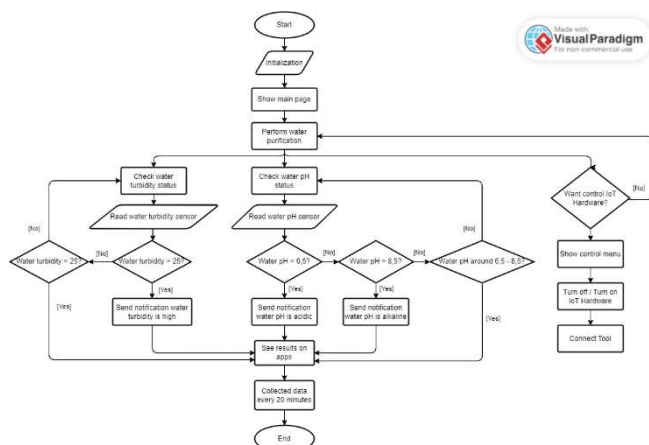 Made with
Visual Paradigm
For non-commercial use
Start
Initialization
Show main page
Perform water
purification
Check water
turbidity status
Check water pH
status
Want control IoT
Hardware?
[No]
[No]
[No]
Read water turbidity sensor
Read water pH sensor
Water turbidity < 25?
[No]
Water turbidity > 25?
Water pH = 6,5?
[No]
Water pH = 8,5?
[No]
Water pH around 6,5 - 8,5?
Show control menu
[Yes]
[Yes]
[Yes]
[Yes]
[Yes]
Send notification water
turbidity is high
Send notification
water pH is acidic
Send notification
water pH is alkaline
Turn off / Turn on
IoT Hardware
Connect Tool
See results on
apps
Collected data
every 20 minutes
End